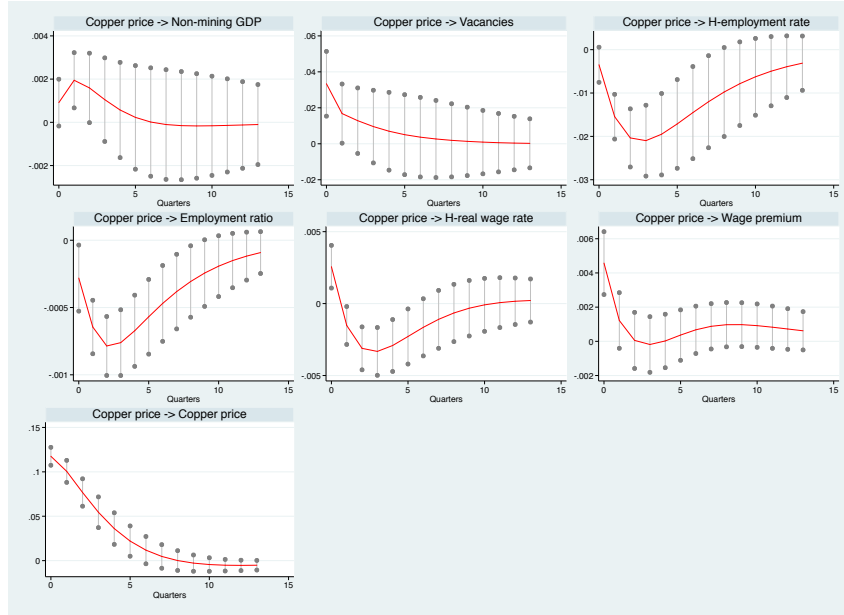 Copper price -> Non-mining GDP
.004
.002
0
-.002
0 5 10 15
Quarters
Copper price -> Vacancies
.06
.04
.02
0
-.02
0 5 10 15
Quarters
Copper price -> H-employment rate
0
-.01
-.02
-.03
0 5 10 15
Quarters
Copper price -> Employment ratio
0
-.0005
-.001
0 5 10 15
Quarters
Copper price -> H-real wage rate
.005
0
-.005
0 5 10 15
Quarters
Copper price -> Wage premium
.006
.004
.002
0
-.002
0 5 10 15
Quarters
Copper price -> Copper price
.15
.1
.05
0
0 5 10 15
Quarters